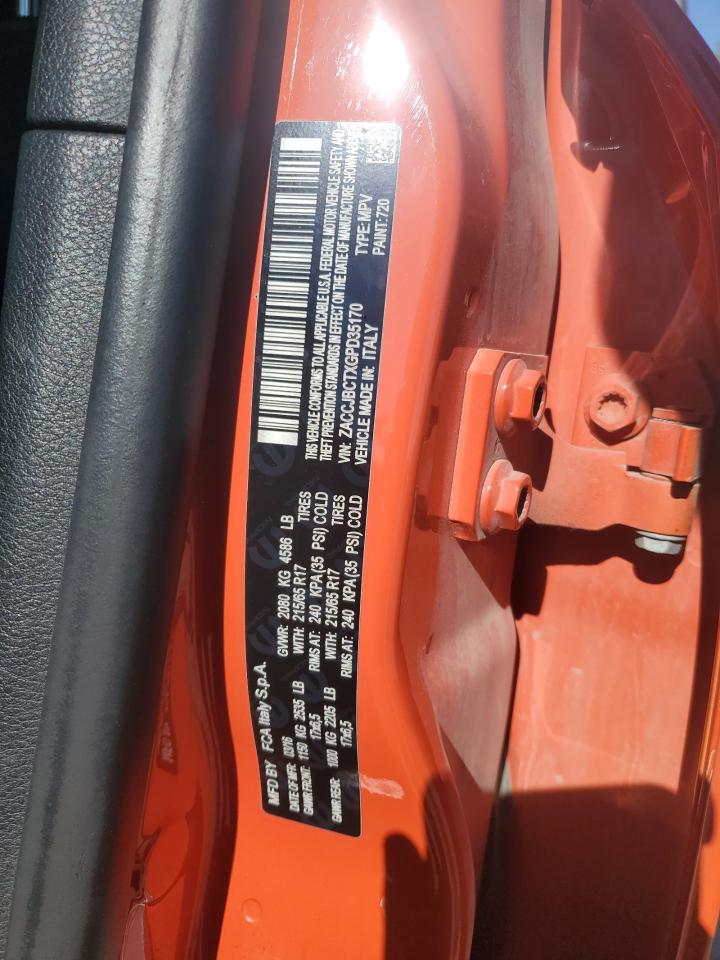 MFD BY FCA Italy S.p.A.
DATE OF MFR: 03/16 GVWR: 2080 KG 4586 LB
GAWR FRONT: 1150 KG 2535 LB WITH: 215/65 R17 TIRES
17x6,5 RIMS AT: 240 KPA (35 PSI) COLD
GAWR REAR: 1000 KG 2205 LB WITH: 215/65 R17 TIRES
17x6,5 RIMS AT: 240 KPA (35 PSI) COLD
THIS VEHICLE CONFORMS TO ALL APPLICABLE U.S.A. FEDERAL MOTOR VEHICLE SAFETY AND
THEFT PREVENTION STANDARDS IN EFFECT ON THE DATE OF MANUFACTURE SHOWN ABOVE
VIN: ZACCJBCTXGPD35170 TYPE: MPV
VEHICLE MADE IN: ITALY PAINT: 720